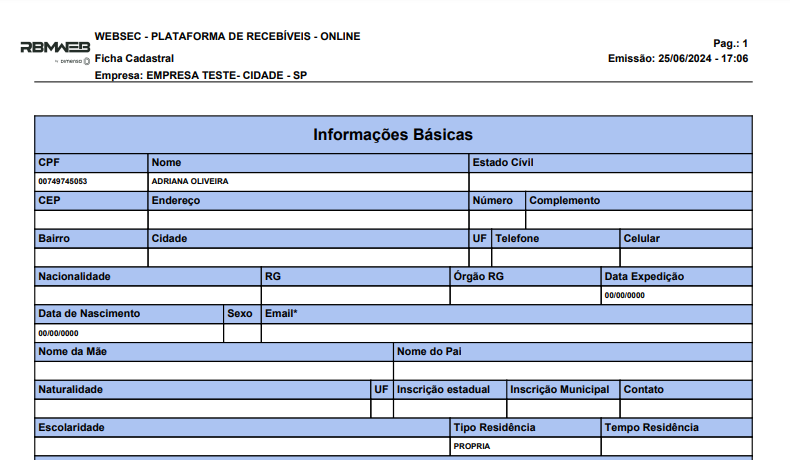 WEBSEC - PLATAFORMA DE RECEBÍVEIS - ONLINE
RBMWEB
by DIMENSO
Pag.: 1
Ficha Cadastral
Emissão: 25/06/2024 - 17:06
Empresa: EMPRESA TESTE- CIDADE - SP
Informações Básicas
CPF Nome Estado Civil
00749745053 ADRIANA OLIVEIRA
CEP Endereço Número Complemento
Bairro Cidade UF Telefone Celular
Nacionalidade RG Órgão RG Data Expedição
00/00/0000
Data de Nascimento Sexo Email*
00/00/0000
Nome da Mãe Nome do Pai
Naturalidade UF Inscrição estadual Inscrição Municipal Contato
Escolaridade Tipo Residência Tempo Residência
PROPRIA